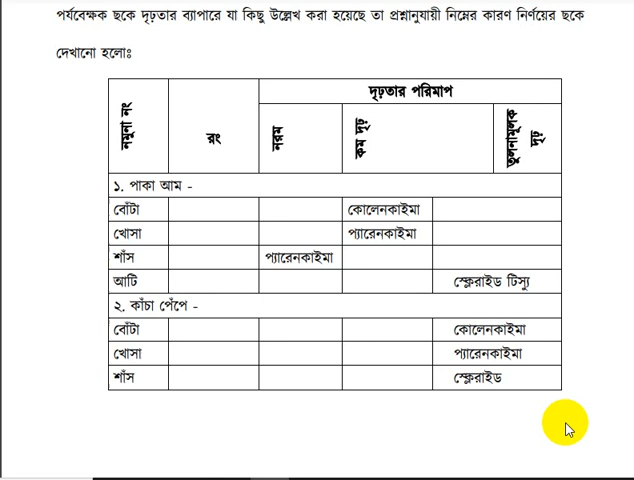 পর্যবেক্ষক ছকে দৃঢ়তার ব্যাপারে যা কিছু উল্লেখ করা হয়েছে তা প্রশ্নানুযায়ী নিম্নের কারণ নির্ণয়ের ছকে
দেখানো হলোঃ
নমুনা নং রং দৃঢ়তার পরিমাপ
নরম কম দৃঢ় তুলনামূলক দৃঢ়
১. পাকা আম -
বোঁটা কোলেনকাইমা
খোসা প্যারেনকাইমা
শাঁস প্যারেনকাইমা
আটি স্ক্লেরাইড টিস্যু
২. কাঁচা পেঁপে -
বোঁটা কোলেনকাইমা
খোসা প্যারেনকাইমা
শাঁস স্ক্লেরাইড